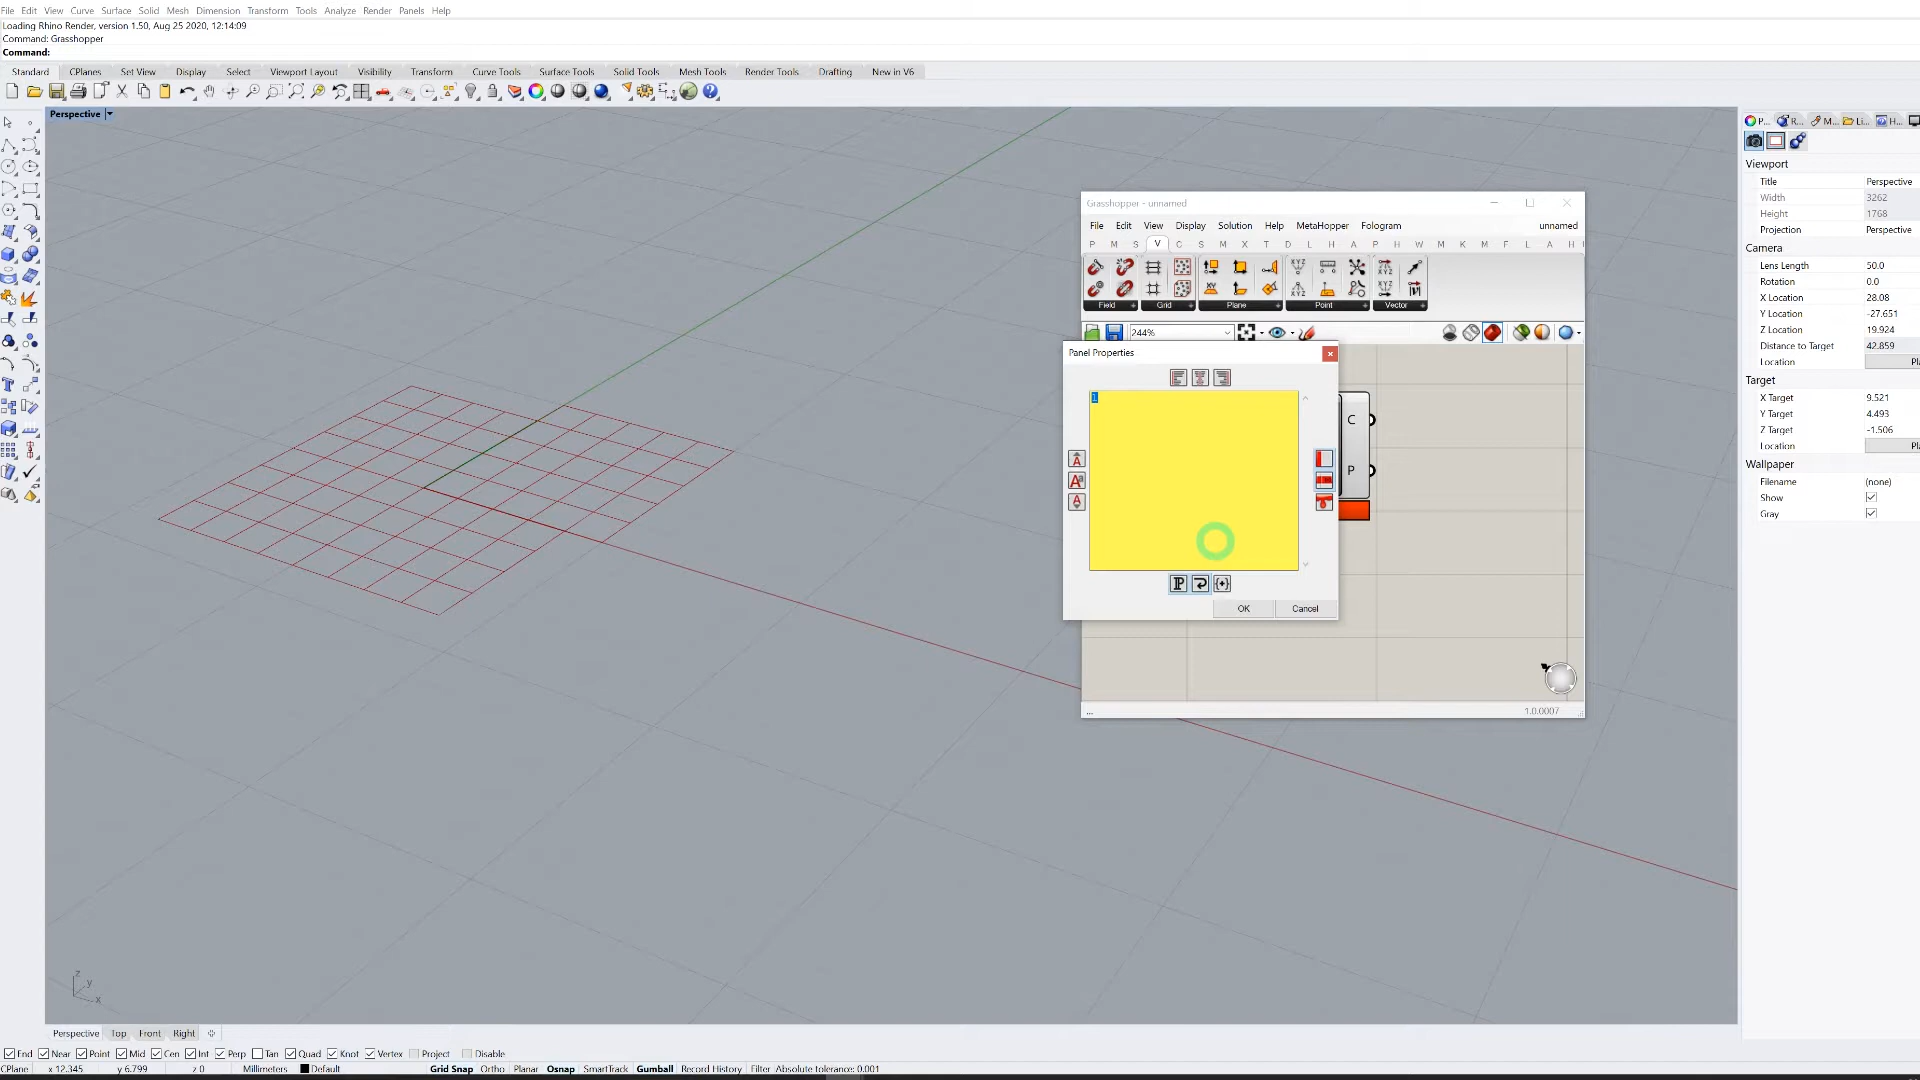 File Edit View Curve Surface Solid Mesh Dimension Transform Tools Analyze Render Panels Help
Loading Rhino Render, version 1.50, Aug 25 2020, 12:14:09
Command: Grasshopper
Command:
Standard CPlanes Set View Display Select Viewport Layout Visibility Transform Curve Tools Surface Tools Solid Tools Mesh Tools Render Tools Drafting New in V6
Perspective
P... R... M... Li... H...
Viewport
Title Perspective
Width 3262
Height 1768
Projection Perspective
Camera
Lens Length 50.0
Rotation 0.0
X Location 28.08
Y Location -27.651
Z Location 19.924
Distance to Target 42.859
Location Pl
Target
X Target 9.521
Y Target 4.493
Z Target -1.506
Location Pl
Wallpaper
Filename (none)
Show
Gray
Grasshopper - unnamed
File Edit View Display Solution Help MetaHopper Fologram unnamed
P M S V C S M X T D L H A P H W M K M F L A H
Field Grid Plane Point Vector
244%
Panel Properties
1
OK Cancel
C
P
...
1.0.0007
z
y
x
Perspective Top Front Right
End Near Point Mid Cen Int Perp Tan Quad Knot Vertex Project Disable
CPlane x 12.345 y 6.799 z 0 Millimeters Default Grid Snap Ortho Planar Osnap SmartTrack Gumball Record History Filter Absolute tolerance: 0.001